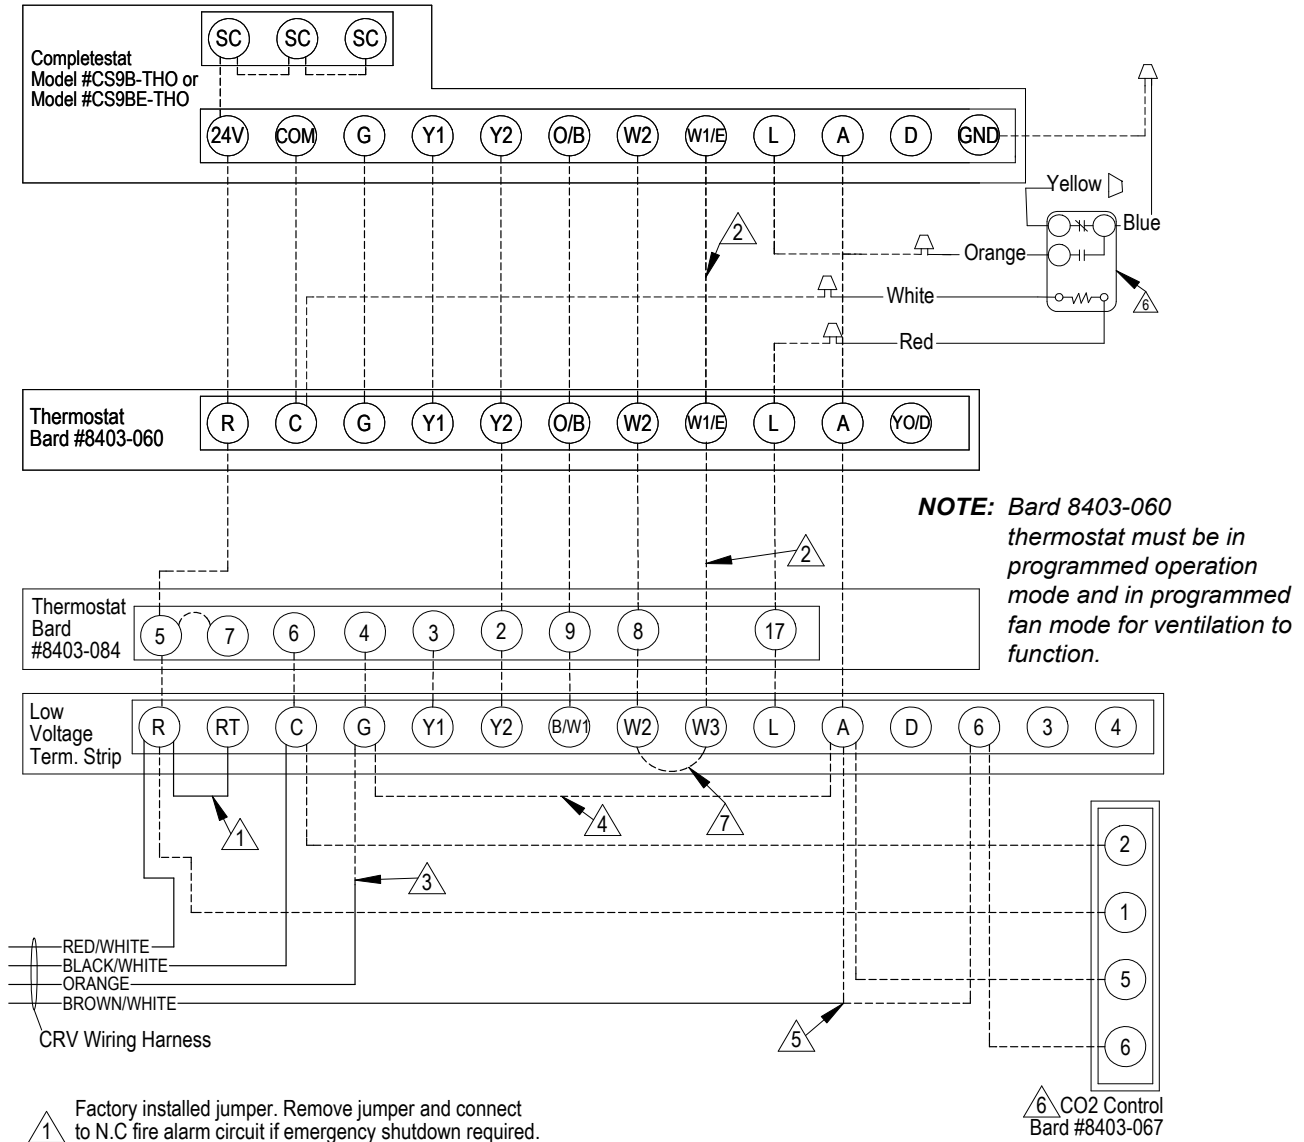 SC SC SC
Completestat
Model #CS9B-THO or
Model #CS9BE-THO
24V COM G Y1 Y2 O/B W2 W1/E L A D GND
Yellow
Blue
2
Orange
White
6
Red
Thermostat
Bard #8403-060
R C G Y1 Y2 O/B W2 W1/E L A YO/D
NOTE: Bard 8403-060
thermostat must be in
programmed operation
mode and in programmed
fan mode for ventilation to
function.
2
Thermostat
Bard
#8403-084
5 7 6 4 3 2 9 8 17
Low
Voltage
Term. Strip
R RT C G Y1 Y2 B/W1 W2 W3 L A D 6 3 4
1
4
7
3
2
1
5
6
RED/WHITE
BLACK/WHITE
ORANGE
BROWN/WHITE
CRV Wiring Harness
5
6 CO2 Control
Bard #8403-067
Factory installed jumper. Remove jumper and connect
1 to N.C fire alarm circuit if emergency shutdown required.